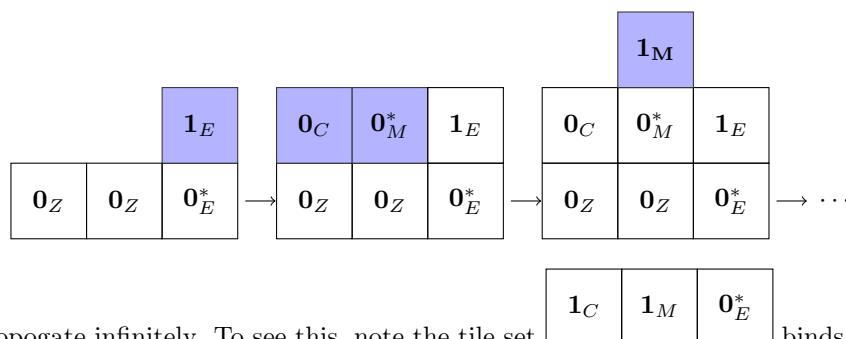 𝟏_M
𝟏_E 𝟎_C 𝟎*_M 𝟏_E 𝟎_C 𝟎*_M 𝟏_E
𝟎_Z 𝟎_Z 𝟎*_E → 𝟎_Z 𝟎_Z 𝟎*_E → 𝟎_Z 𝟎_Z 𝟎*_E → ···
𝟏_C 𝟏_M 𝟎*_E
infinitely. To see this, note the tile set binds